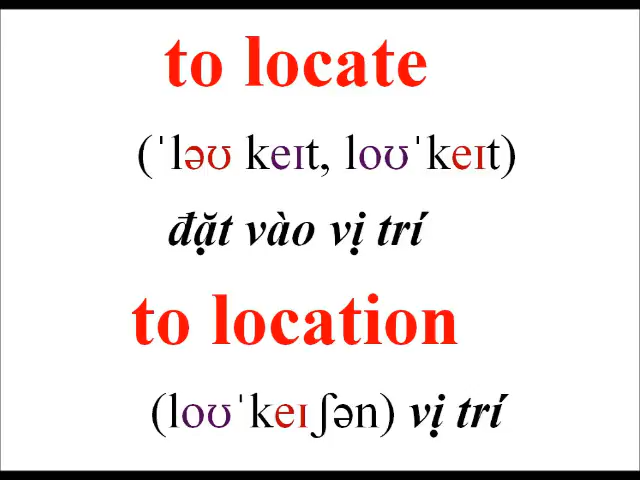 to locate
(ˈləʊ keɪt, loʊˈkeɪt)
đặt vào vị trí
to location
(loʊˈkeɪʃən) vị trí